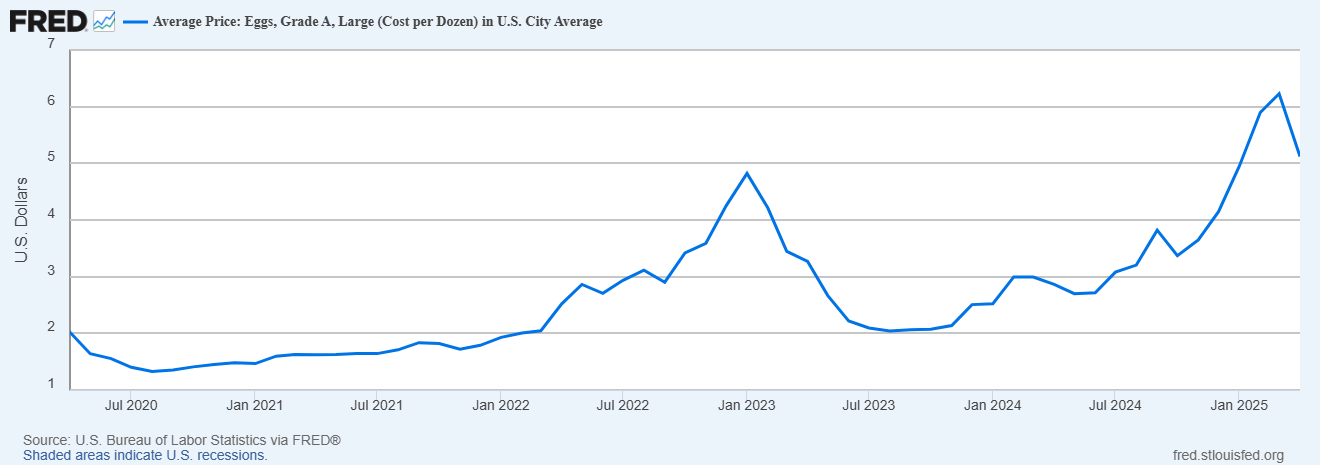 FRED® Average Price: Eggs, Grade A, Large (Cost per Dozen) in U.S. City Average
U.S. Dollars
7
6
5
4
3
2
1
Jul 2020 Jan 2021 Jul 2021 Jan 2022 Jul 2022 Jan 2023 Jul 2023 Jan 2024 Jul 2024 Jan 2025
Source: U.S. Bureau of Labor Statistics via FRED®
Shaded areas indicate U.S. recessions. fred.stlouisfed.org